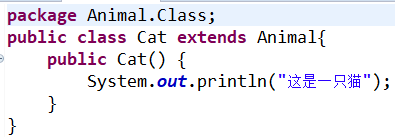 package Animal.Class;
public class Cat extends Animal{
    public Cat() {
        System.out.println("这是一只猫");
    }
}